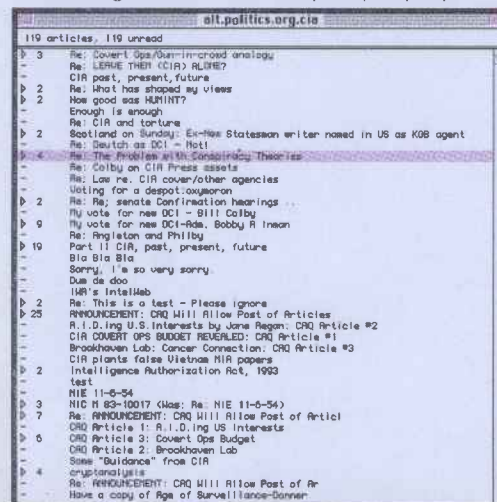 alt.politics.org.cia
119 articles, 119 unread
3 Re: Covert Ops/Gun-in-crowd analogy
- Re: LEAVE THEM (CIA) ALONE?
- CIA past, present,future
2 Re: What has shaped my views
2 How good was HUMINT?
- Enough is enough
- Re: CIA and torture
2 Scotland on Sunday: Ex-New Statesman writer named in US as KGB agent
- Re: Deutch as DCI - Not!
4 Re: The Problem with Conspiracy Theories
- Re: Colby on CIA Press assets
- Re: Law re. CIA cover/other agencies
- Voting for a despot:oxymoron
2 Re: Re; senate Confirmation hearings ..
- My vote for new DCI - Bill Colby
9 My vote for new DCI-Adm. Bobby R Inman
- Re: Angleton and Philby
19 Part II CIA, past, present, future
- Bla Bla Bla
- Sorry, I'm so very sorry.
- Dum de doo
- IWR's IntelWeb
2 Re: This is a test - Please ignore
25 ANNOUNCEMENT: CAQ Will Allow Post of Articles
- A.I.D.ing U.S.Interests by Jane Regan: CAQ Article #2
- CIA COVERT OPS BUDGET REVEALED: CAQ Article #1
- Brookhaven Lab: Cancer Connection: CAQ Article #3
- CIA plants false Vietnam MIA papers
2 Intelligence Authorization Act, 1993
- test
- NIE 11-6-54
3 NIC M 83-10017 (Was: Re: NIE 11-6-54)
7 Re: ANNOUNCEMENT: CAQ Will Allow Post of Articl
- CAQ Article 1: A.I.D.ing US Interests
6 CAQ Article 3: Covert Ops Budget
- CAQ Article 2: Brookhaven Lab
- Some "Guidance" from CIA
4 cryptanalysis
- Re: ANNOUNCEMENT: CAQ Will Allow Post of Ar
- Have a copy of Age of Surveillance-Donner